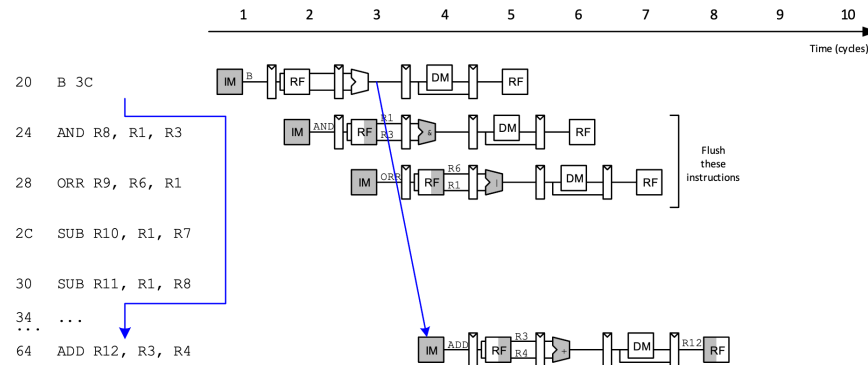 1 2 3 4 5 6 7 8 9 10
Time (cycles)
20 B 3C IM B RF DM RF
24 AND R8, R1, R3 IM AND RF R1 R3 & DM RF
28 ORR R9, R6, R1 IM ORR RF R6 R1 | DM RF
Flush
these
instructions
2C SUB R10, R1, R7
30 SUB R11, R1, R8
34 ...
...
64 ADD R12, R3, R4 IM ADD RF R3 R4 + DM R12 RF